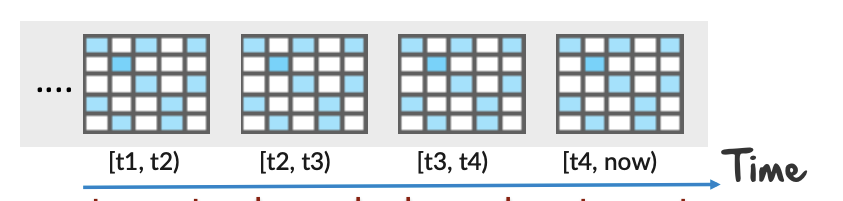 ....
[t1, t2) [t2, t3) [t3, t4) [t4, now)
Time